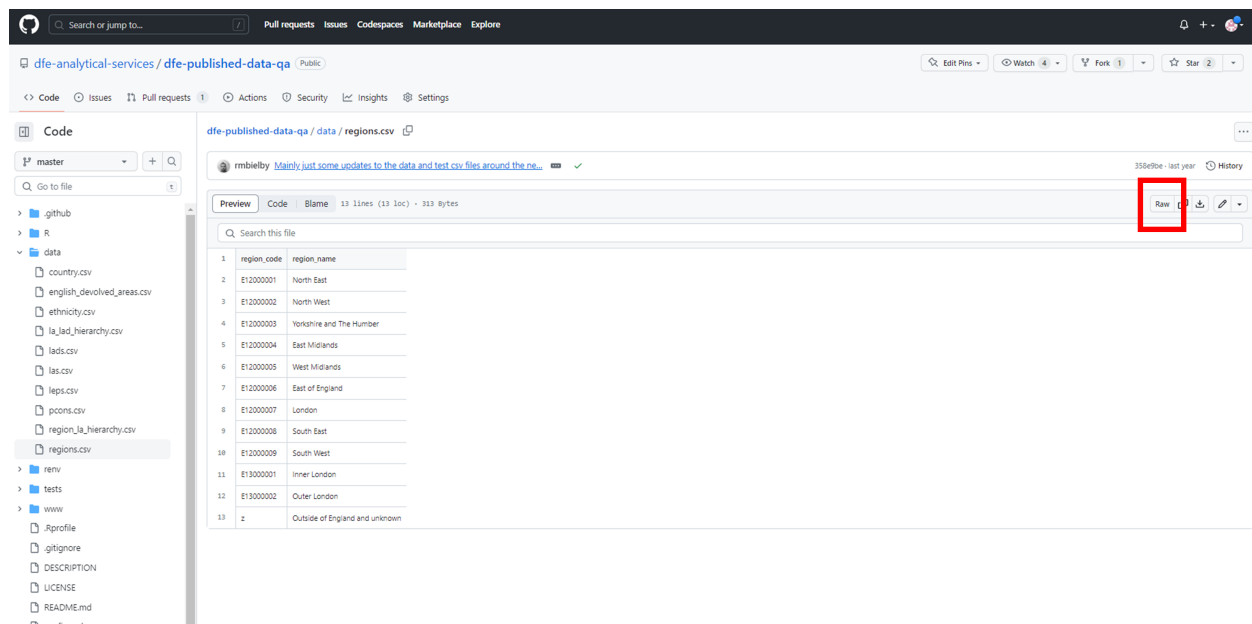 Search or jump to... /
Pull requests Issues Codespaces Marketplace Explore
dfe-analytical-services / dfe-published-data-qa Public
Edit Pins Watch 4 Fork 1 Star 2
Code Issues Pull requests 1 Actions Security Insights Settings
Code
master
Go to file t
.github
R
data
country.csv
english_devolved_areas.csv
ethnicity.csv
la_lad_hierarchy.csv
lads.csv
las.csv
leps.csv
pcons.csv
region_la_hierarchy.csv
regions.csv
renv
tests
www
.Rprofile
.gitignore
DESCRIPTION
LICENSE
README.md
dfe-published-data-qa / data / regions.csv
rmbielby Mainly just some updates to the data and test csv files around the ne...
358e9be · last year History
Preview Code Blame 13 lines (13 loc) · 313 Bytes
Raw
Search this file
1 region_code region_name
2 E12000001 North East
3 E12000002 North West
4 E12000003 Yorkshire and The Humber
5 E12000004 East Midlands
6 E12000005 West Midlands
7 E12000006 East of England
8 E12000007 London
9 E12000008 South East
10 E12000009 South West
11 E13000001 Inner London
12 E13000002 Outer London
13 z Outside of England and unknown